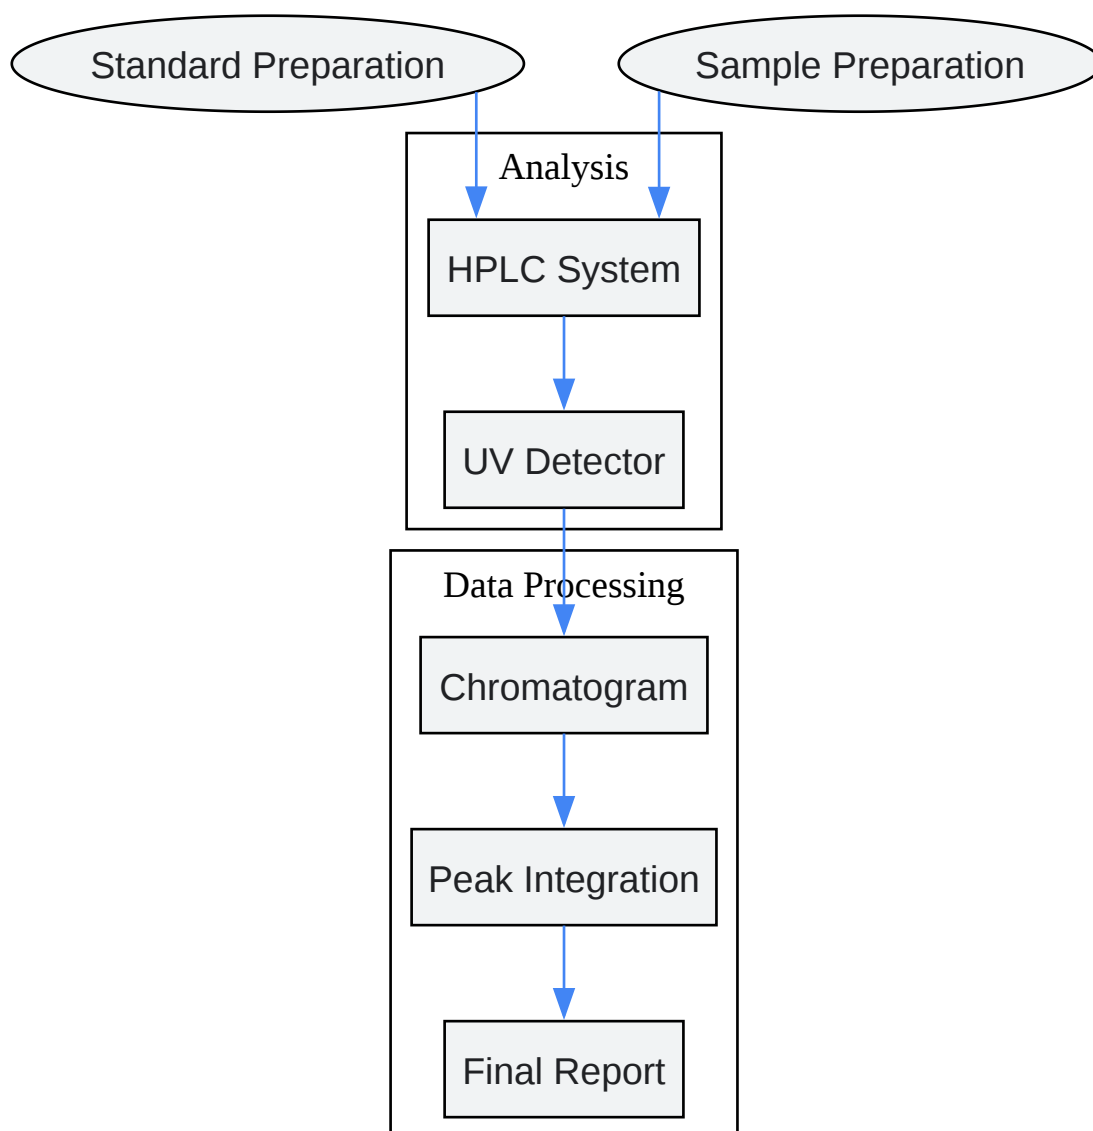 Standard Preparation
Sample Preparation
Analysis
HPLC System
UV Detector
Data Processing
Chromatogram
Peak Integration
Final Report